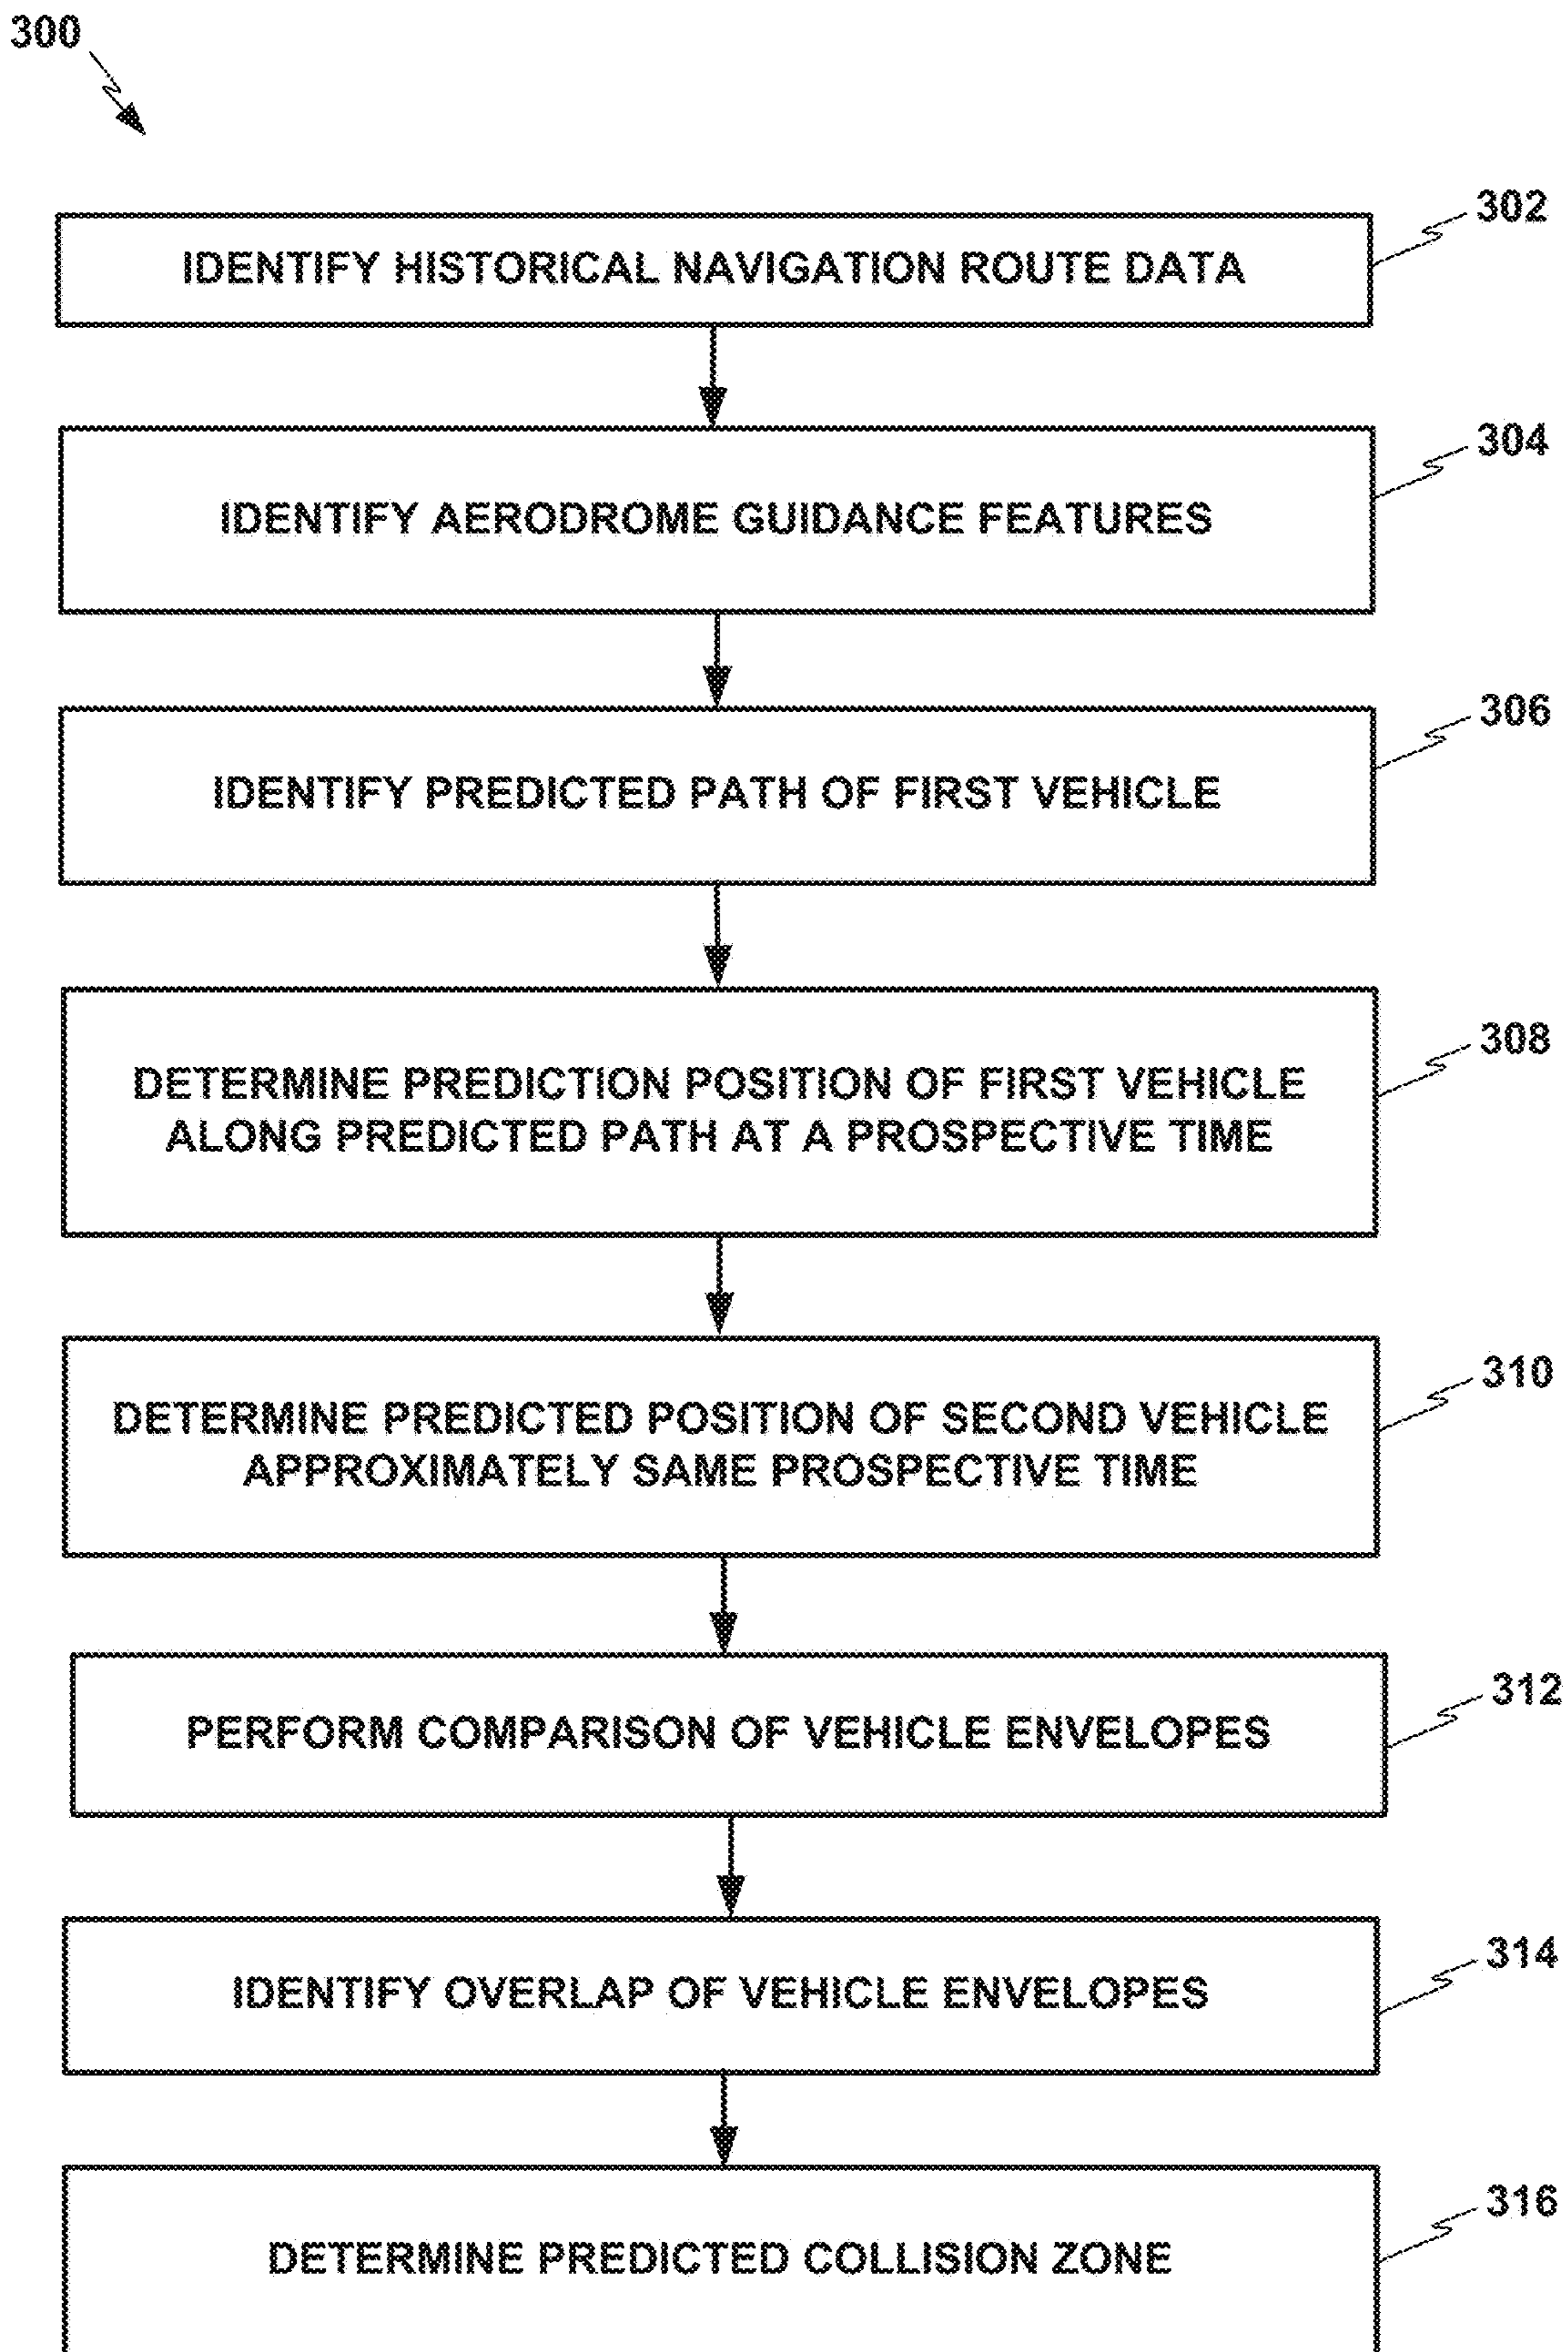 300
302
IDENTIFY HISTORICAL NAVIGATION ROUTE DATA
304
IDENTIFY AERODROME GUIDANCE FEATURES
306
IDENTIFY PREDICTED PATH OF FIRST VEHICLE
308
DETERMINE PREDICTION POSITION OF FIRST VEHICLE
ALONG PREDICTED PATH AT A PROSPECTIVE TIME
310
DETERMINE PREDICTED POSITION OF SECOND VEHICLE
APPROXIMATELY SAME PROSPECTIVE TIME
312
PERFORM COMPARISON OF VEHICLE ENVELOPES
314
IDENTIFY OVERLAP OF VEHICLE ENVELOPES
316
DETERMINE PREDICTED COLLISION ZONE